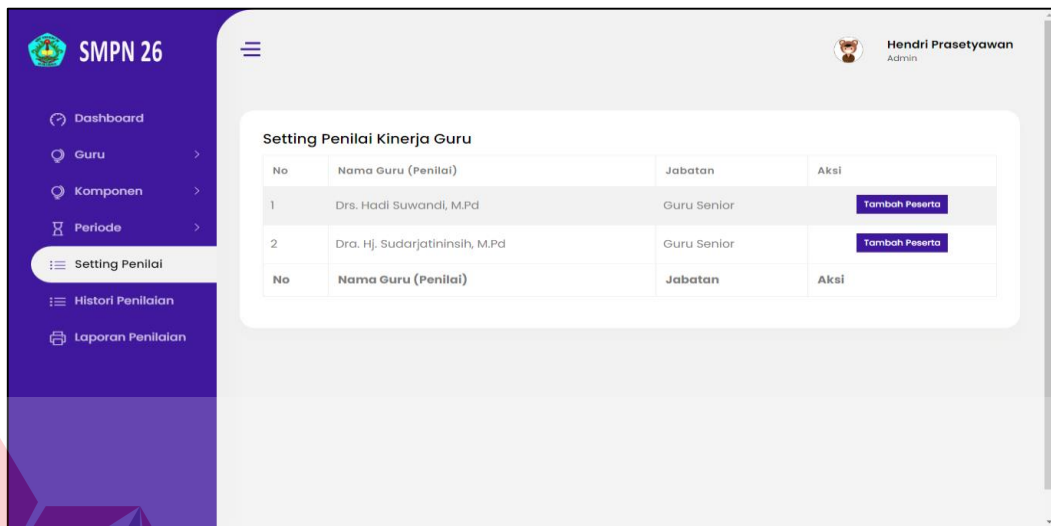 SMPN 26
Hendri Prasetyawan
Admin
Dashboard
Guru
Komponen
Periode
Setting Penilai
Histori Penilaian
Laporan Penilaian
Setting Penilai Kinerja Guru
No Nama Guru (Penilai) Jabatan Aksi
1 Drs. Hadi Suwandi, M.Pd Guru Senior Tambah Peserta
2 Dra. Hj. Sudarjatininsih, M.Pd Guru Senior Tambah Peserta
No Nama Guru (Penilai) Jabatan Aksi